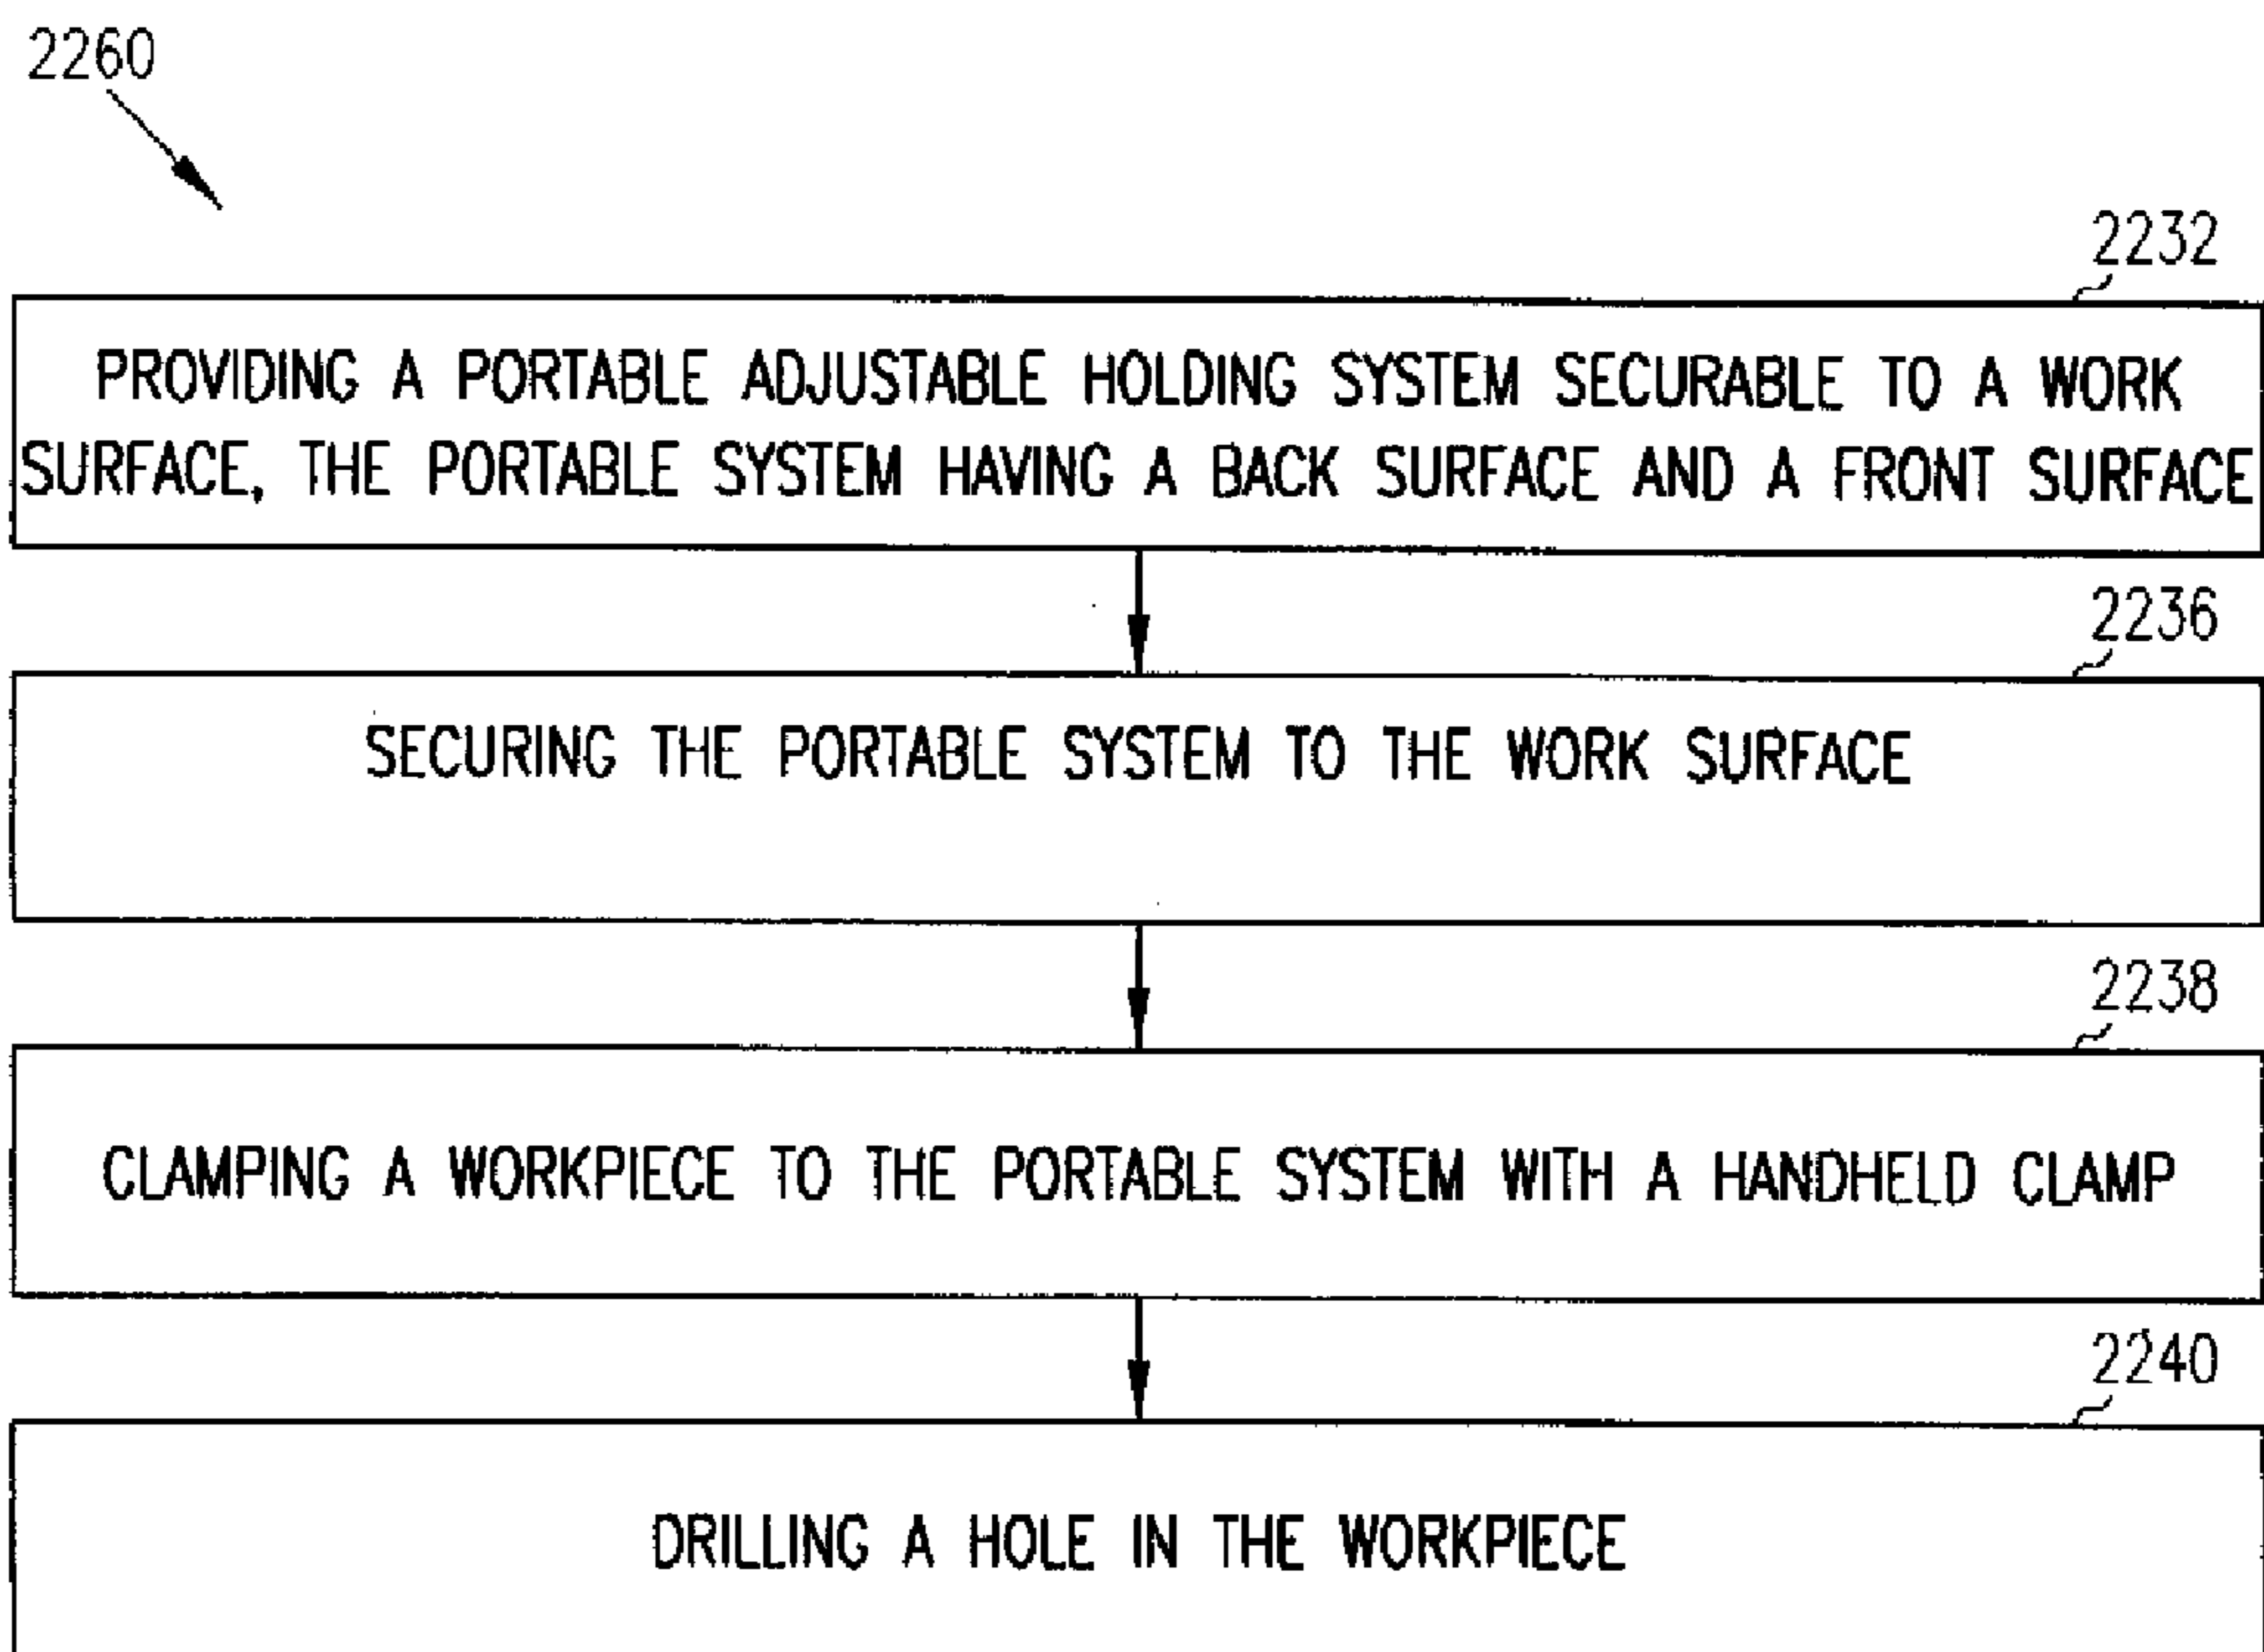 2260
2232
PROVIDING A PORTABLE ADJUSTABLE HOLDING SYSTEM SECURABLE TO A WORK
SURFACE, THE PORTABLE SYSTEM HAVING A BACK SURFACE AND A FRONT SURFACE
2236
SECURING THE PORTABLE SYSTEM TO THE WORK SURFACE
2238
CLAMPING A WORKPIECE TO THE PORTABLE SYSTEM WITH A HANDHELD CLAMP
2240
DRILLING A HOLE IN THE WORKPIECE